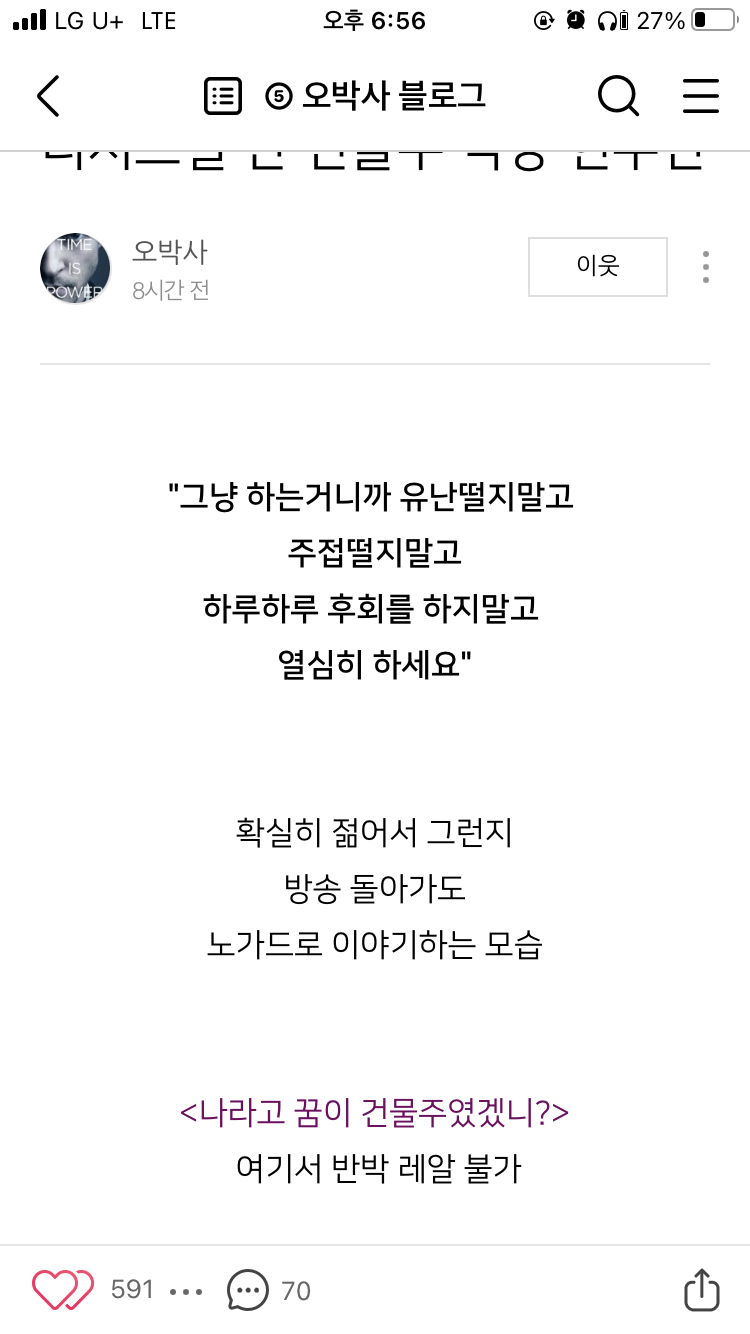 LG U+ LTE 오후 6:56 27%
⑤ 오박사 블로그
오박사
8시간 전
이웃
TIME
IS
POWER
"그냥 하는거니까 유난떨지말고
주접떨지말고
하루하루 후회를 하지말고
열심히 하세요"
확실히 젊어서 그런지
방송 돌아가도
노가드로 이야기하는 모습
<나라고 꿈이 건물주였겠니?>
여기서 반박 레알 불가
591 70